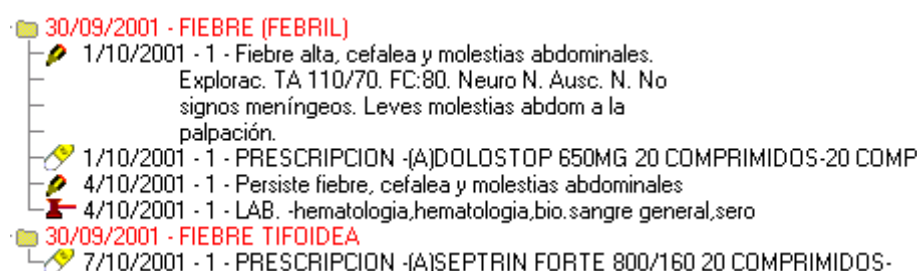 30/09/2001 - FIEBRE (FEBRIL)
1/10/2001 - 1 - Fiebre alta, cefalea y molestias abdominales.
Explorac. TA 110/70. FC:80. Neuro N. Ausc. N. No
signos meníngeos. Leves molestias abdom a la
palpación.
1/10/2001 - 1 - PRESCRIPCION -(A)DOLOSTOP 650MG 20 COMPRIMIDOS-20 COMP
4/10/2001 - 1 - Persiste fiebre, cefalea y molestias abdominales
4/10/2001 - 1 - LAB. -hematologia,hematologia,bio.sangre general,sero
30/09/2001 - FIEBRE TIFOIDEA
7/10/2001 - 1 - PRESCRIPCION -(A)SEPTRIN FORTE 800/160 20 COMPRIMIDOS-